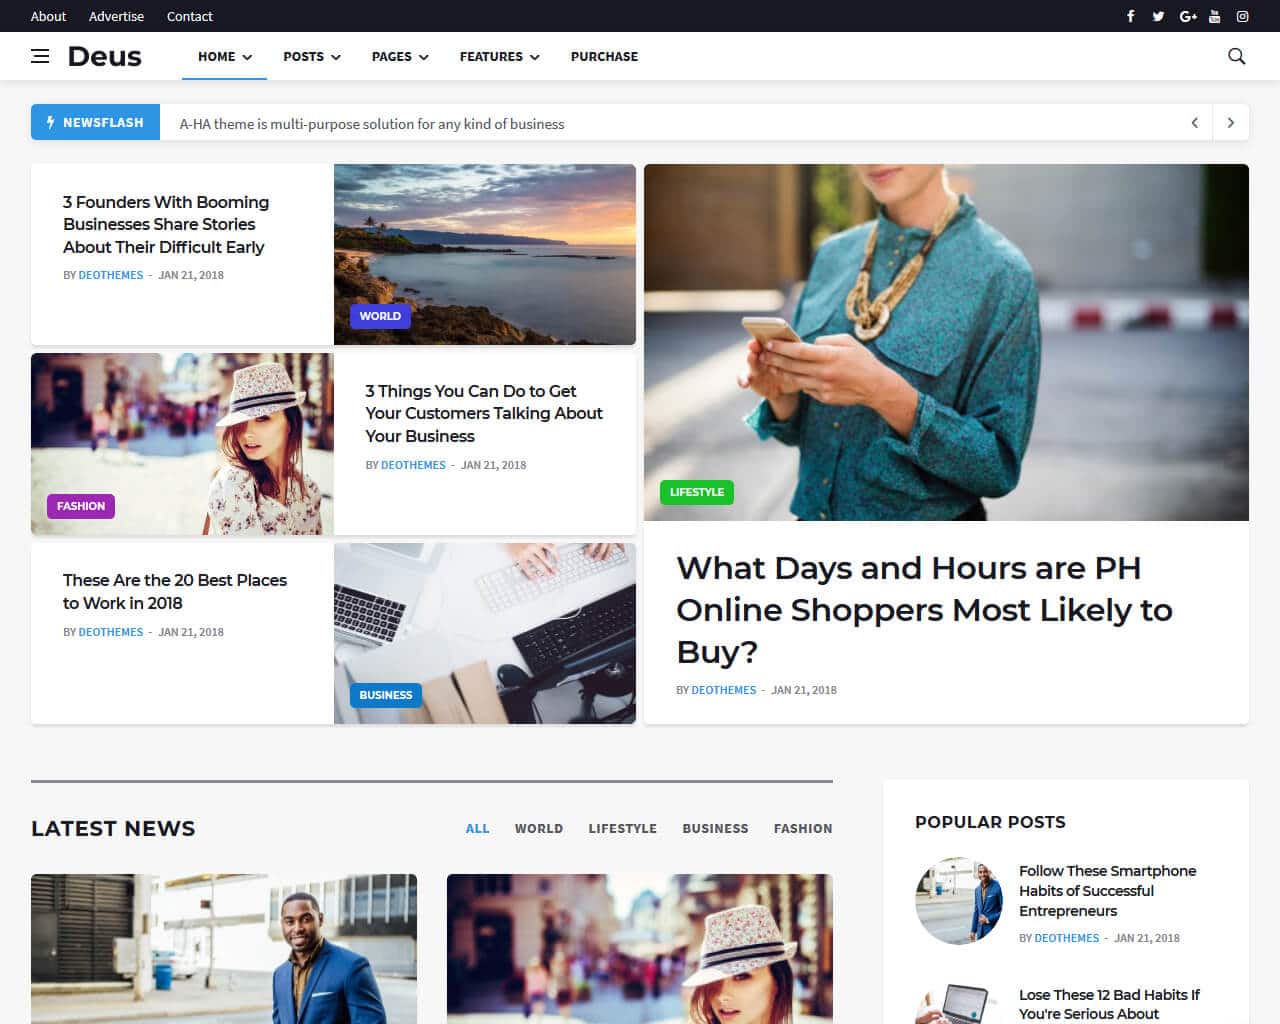 About Advertise Contact
Deus HOME POSTS PAGES FEATURES PURCHASE
NEWSFLASH A-HA theme is multi-purpose solution for any kind of business
3 Founders With Booming
Businesses Share Stories
About Their Difficult Early
BY DEOTHEMES - JAN 21, 2018
WORLD
3 Things You Can Do to Get
Your Customers Talking About
Your Business
BY DEOTHEMES - JAN 21, 2018
FASHION
These Are the 20 Best Places
to Work in 2018
BY DEOTHEMES - JAN 21, 2018
BUSINESS
LIFESTYLE
What Days and Hours are PH
Online Shoppers Most Likely to
Buy?
BY DEOTHEMES - JAN 21, 2018
LATEST NEWS
ALL WORLD LIFESTYLE BUSINESS FASHION
POPULAR POSTS
Follow These Smartphone
Habits of Successful
Entrepreneurs
BY DEOTHEMES - JAN 21, 2018
Lose These 12 Bad Habits If
You're Serious About